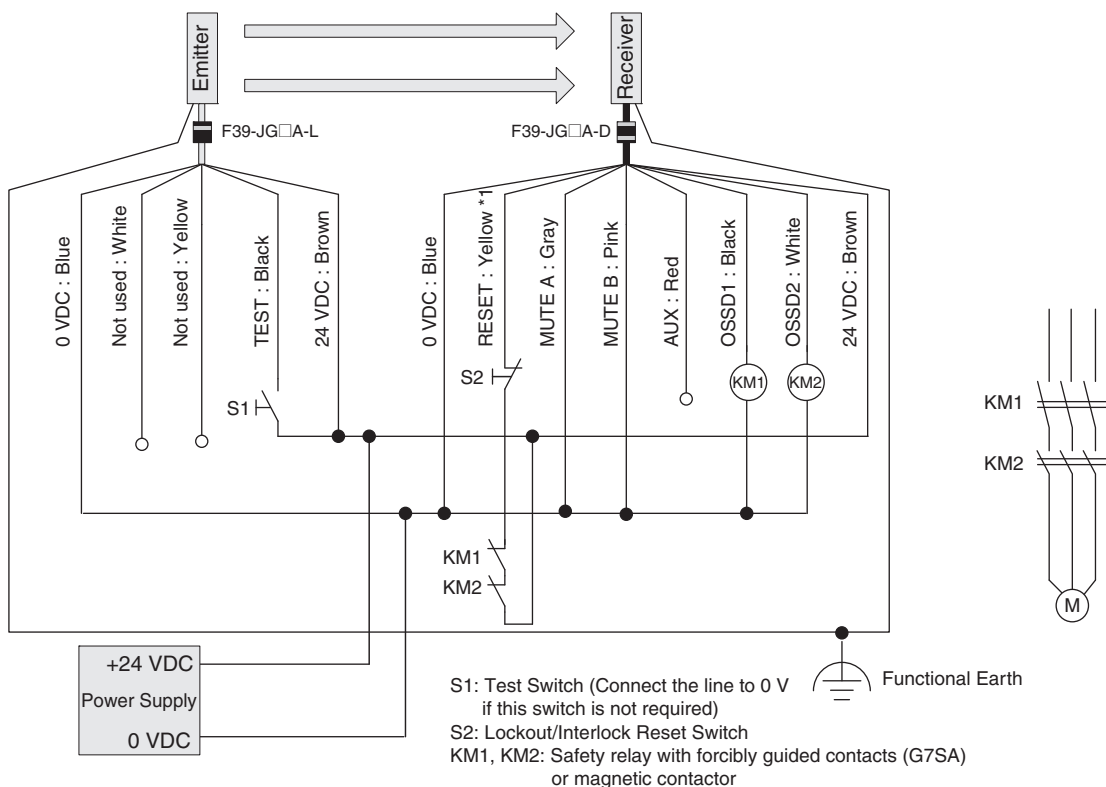 Emitter
Receiver
F39-JG□A-L
F39-JG□A-D
0 VDC : Blue
Not used : White
Not used : Yellow
TEST : Black
24 VDC : Brown
0 VDC : Blue
RESET : Yellow *1
MUTE A : Gray
MUTE B : Pink
AUX : Red
OSSD1 : Black
OSSD2 : White
24 VDC : Brown
S1
S2
KM1
KM2
KM1
KM2
KM1
KM2
M
+24 VDC
Power Supply
0 VDC
Functional Earth
S1: Test Switch (Connect the line to 0 V
if this switch is not required)
S2: Lockout/Interlock Reset Switch
KM1, KM2: Safety relay with forcibly guided contacts (G7SA)
or magnetic contactor